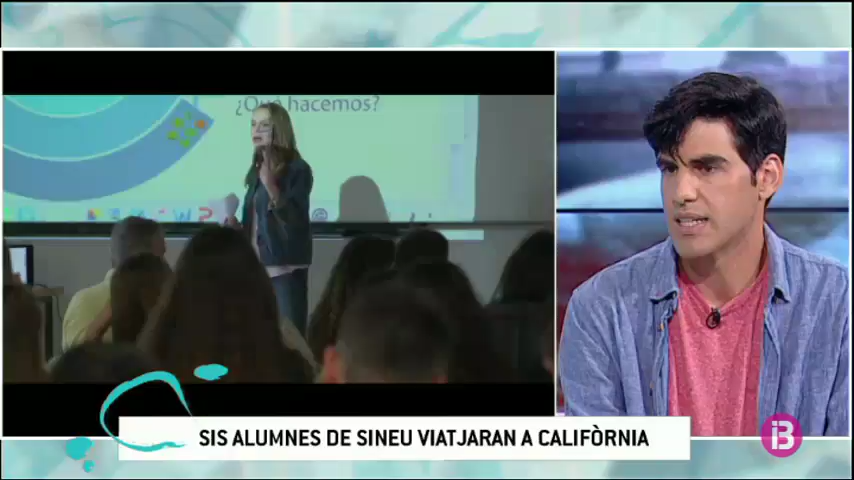 ¿Qué hacemos?
SIS ALUMNES DE SINEU VIATJARAN A CALIFÒRNIA
iB